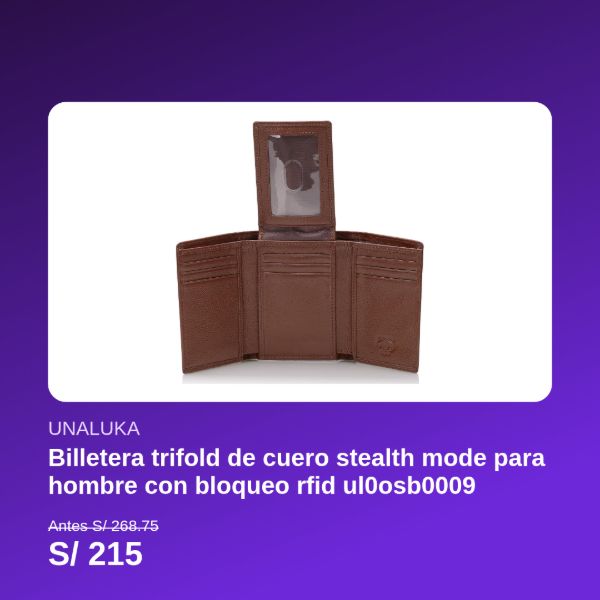 UNALUKA
Billetera trifold de cuero stealth mode para
hombre con bloqueo rfid ul0osb0009
Antes S/ 268.75
S/ 215